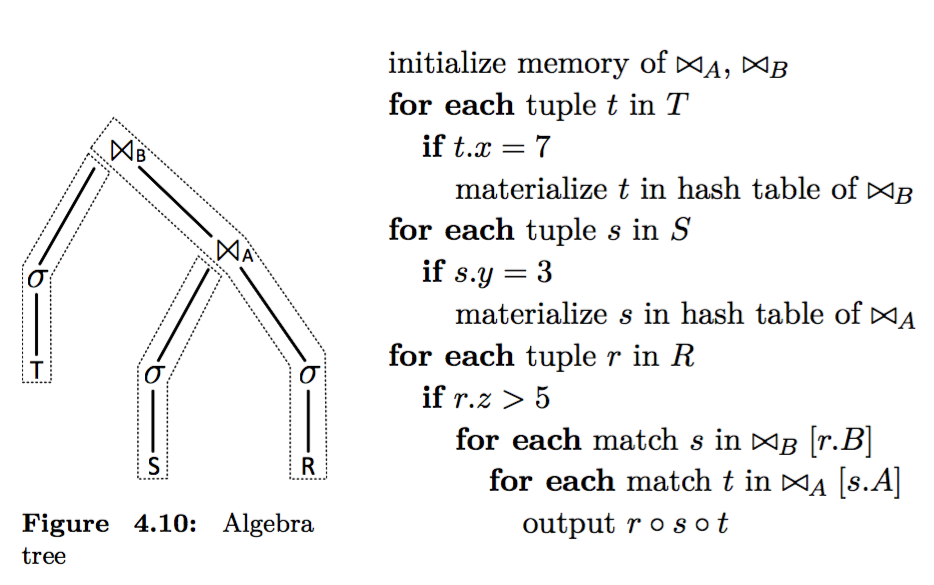 ⋈B
⋈A
σ
σ
σ
T
S
R
Figure 4.10: Algebra
tree
initialize memory of ⋈A, ⋈B
for each tuple t in T
if t.x = 7
materialize t in hash table of ⋈B
for each tuple s in S
if s.y = 3
materialize s in hash table of ⋈A
for each tuple r in R
if r.z > 5
for each match s in ⋈B [r.B]
for each match t in ⋈A [s.A]
output r ∘ s ∘ t